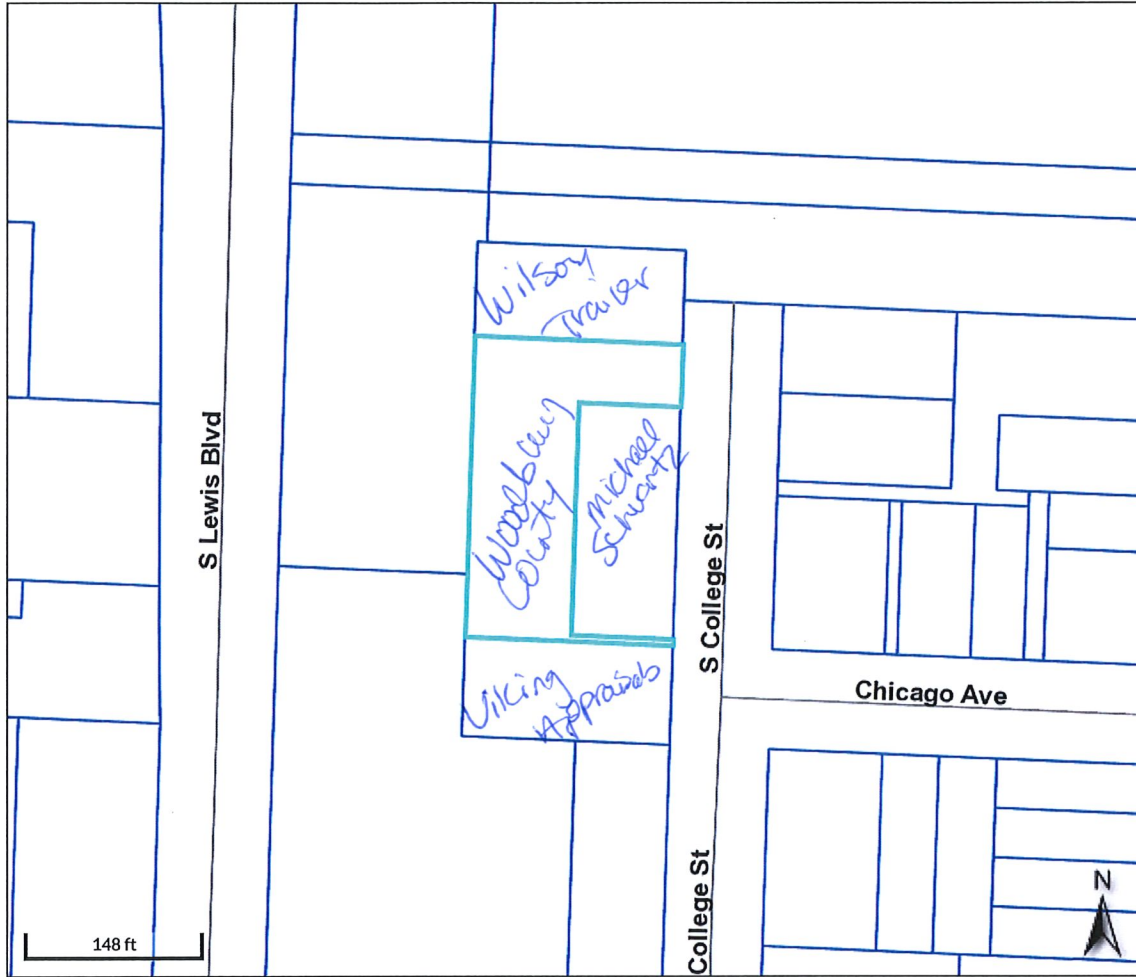 Wilson
Trailer
Woodbury
County
Michael
Schwartz
S Lewis Blvd
S College St
Viking
Appraisals
Chicago Ave
College St
N
148 ft